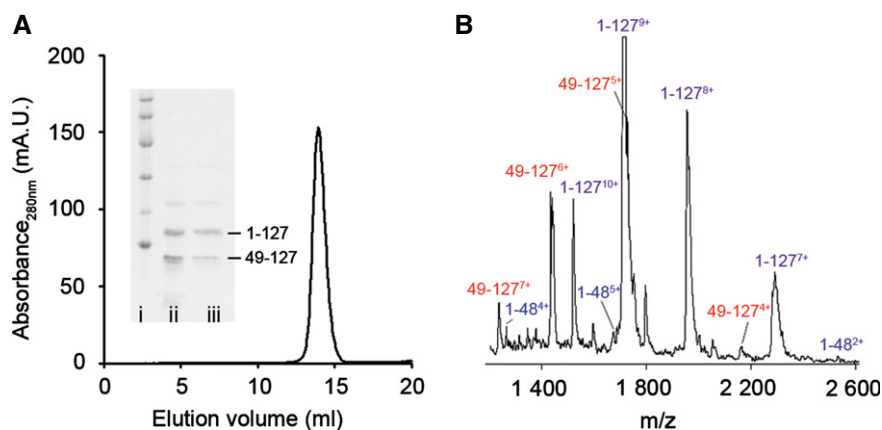 A
200
150
100
50
0
Absorbance280nm (mA.U.)
1-127
49-127
i ii iii
0 5 10 15 20
Elution volume (ml)
B
1-1279+
49-1275+
1-1278+
49-1276+
1-12710+
1-1277+
49-1277+
1-484+
1-485+
49-1274+
1-482+
1 400 1 800 2 200 2 600
m/z